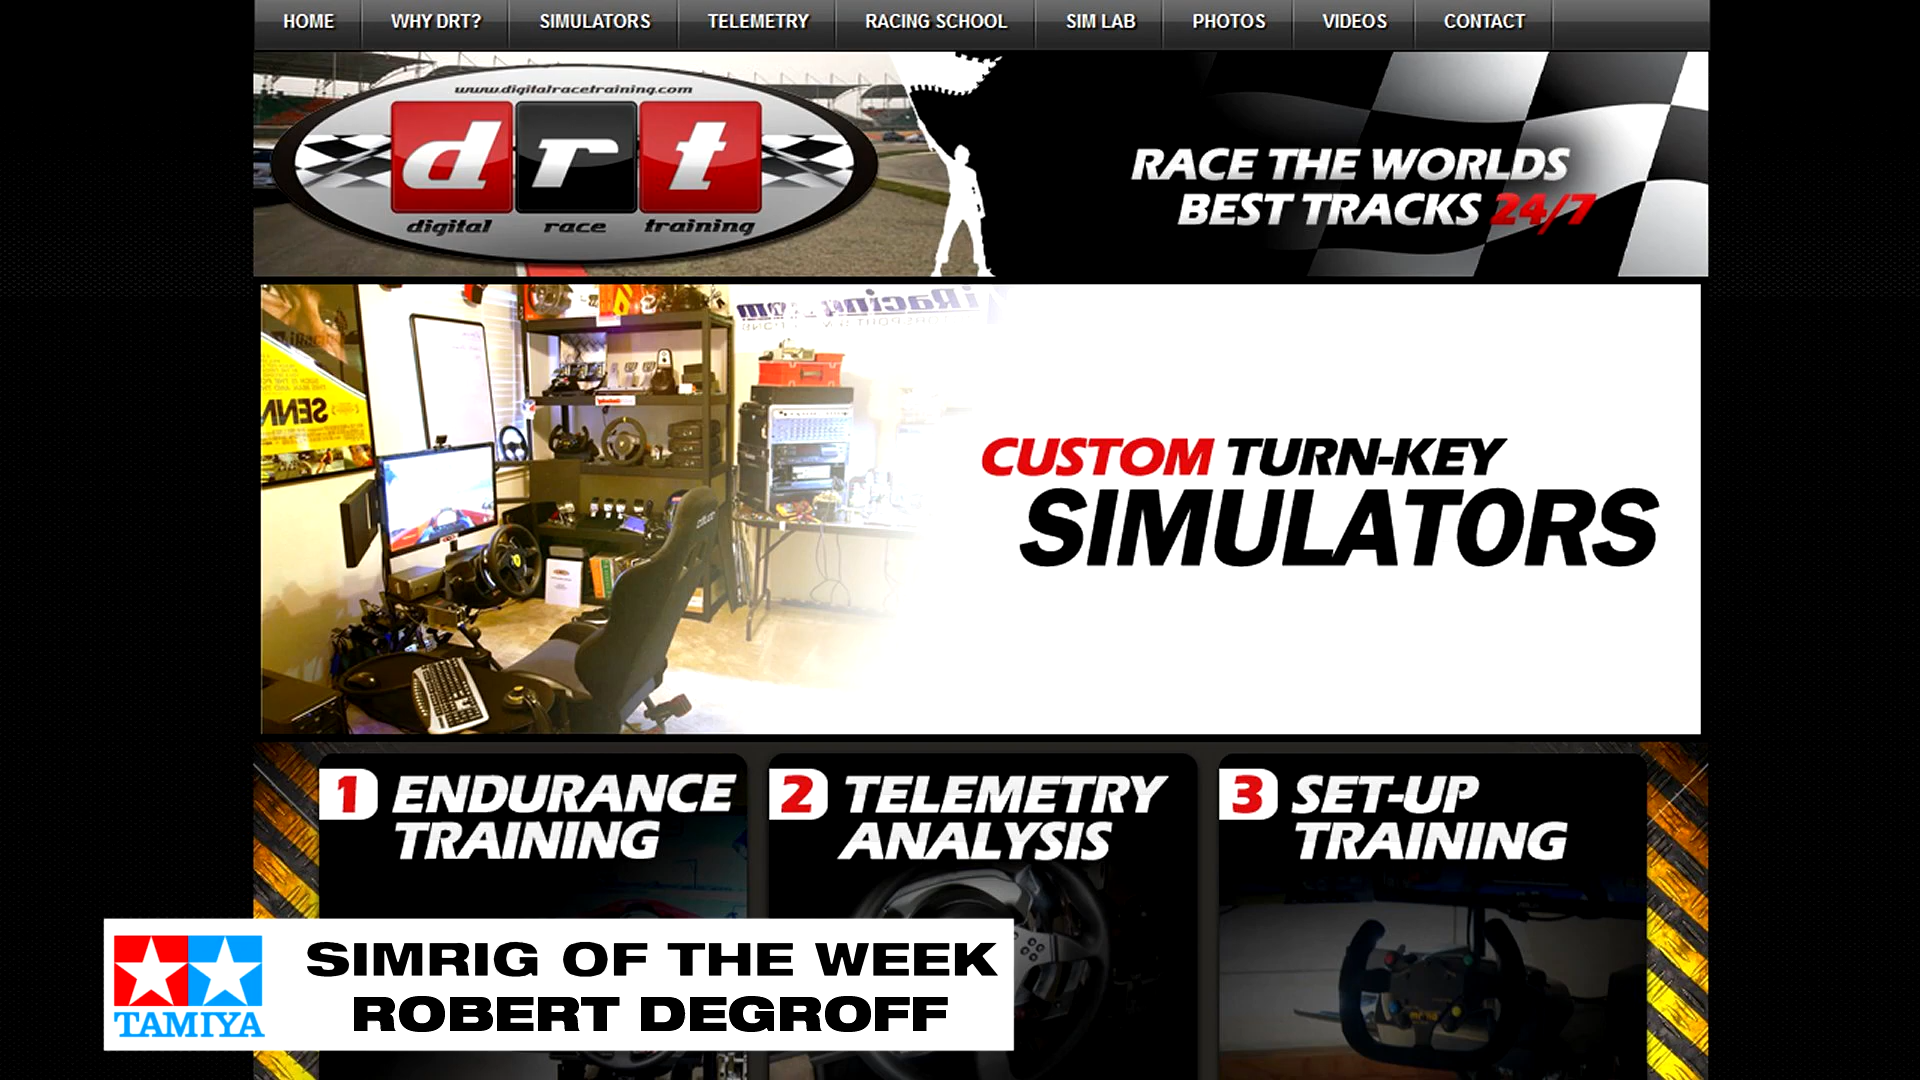 HOME WHY DRT? SIMULATORS TELEMETRY RACING SCHOOL SIM LAB PHOTOS VIDEOS CONTACT
www.digitalracetraining.com
d r t
digital race training
RACE THE WORLDS
BEST TRACKS 24/7
iRacing
SENN
CUSTOM TURN-KEY
SIMULATORS
1 ENDURANCE
TRAINING
2 TELEMETRY
ANALYSIS
3 SET-UP
TRAINING
TAMIYA
SIMRIG OF THE WEEK
ROBERT DEGROFF